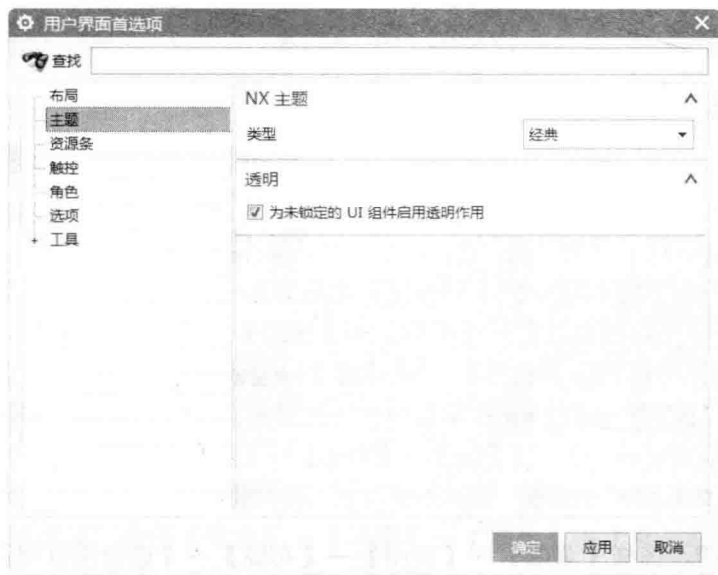 用户界面首选项
查找
布局
主题
资源条
触控
角色
选项
工具
NX 主题
类型
经典
透明
为未锁定的 UI 组件启用透明作用
确定
应用
取消